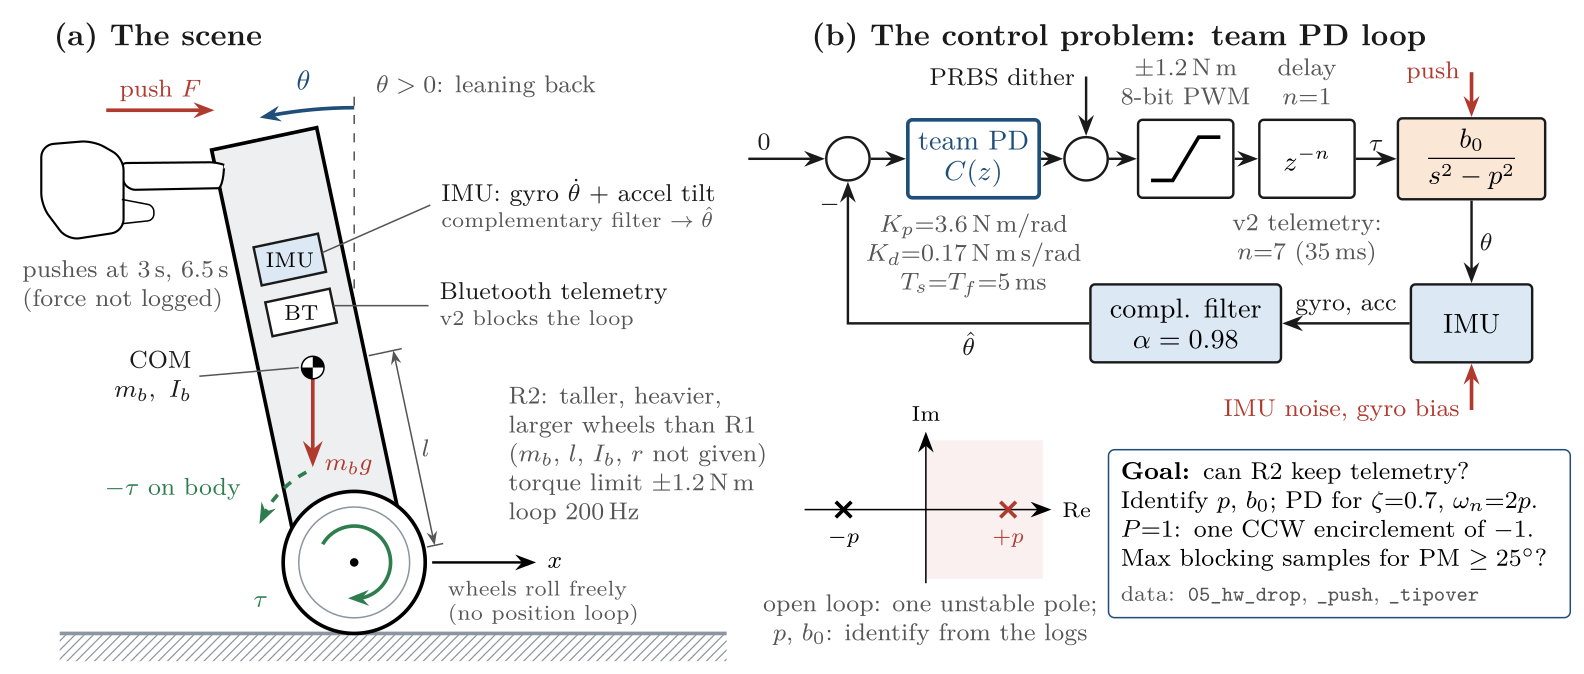 (a) The scene
push F
θ
θ > 0: leaning back
IMU: gyro θ̇ + accel tilt
complementary filter → θ̂
IMU
pushes at 3 s, 6.5 s
(force not logged)
BT
Bluetooth telemetry
v2 blocks the loop
COM
m_b, I_b
l
R2: taller, heavier,
larger wheels than R1
(m_b, l, I_b, r not given)
torque limit ±1.2 N m
loop 200 Hz
m_b g
−τ on body
τ
x
wheels roll freely
(no position loop)
(b) The control problem: team PD loop
PRBS dither
±1.2 N m
8-bit PWM
delay
n=1
push
0
−
team PD
C(z)
z^{−n}
τ
b_0
s^2 − p^2
K_p=3.6 N m/rad
K_d=0.17 N m s/rad
T_s=T_f=5 ms
v2 telemetry:
n=7 (35 ms)
θ
θ̂
compl. filter
α = 0.98
gyro, acc
IMU
IMU noise, gyro bias
Im
Re
−p
+p
open loop: one unstable pole;
p, b_0: identify from the logs
Goal: can R2 keep telemetry?
Identify p, b_0; PD for ζ=0.7, ω_n=2p.
P=1: one CCW encirclement of −1.
Max blocking samples for PM ≥ 25°?
data: 05_hw_drop, _push, _tipover